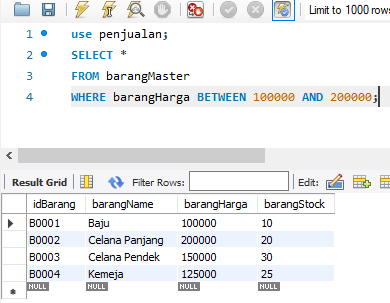 Limit to 1000 rows
1 use penjualan;
2 SELECT *
3 FROM barangMaster
4 WHERE barangHarga BETWEEN 100000 AND 200000;
Result Grid Filter Rows: Edit:
idBarang barangName barangHarga barangStock
B0001 Baju 100000 10
B0002 Celana Panjang 200000 20
B0003 Celana Pendek 150000 30
B0004 Kemeja 125000 25
NULL NULL NULL NULL